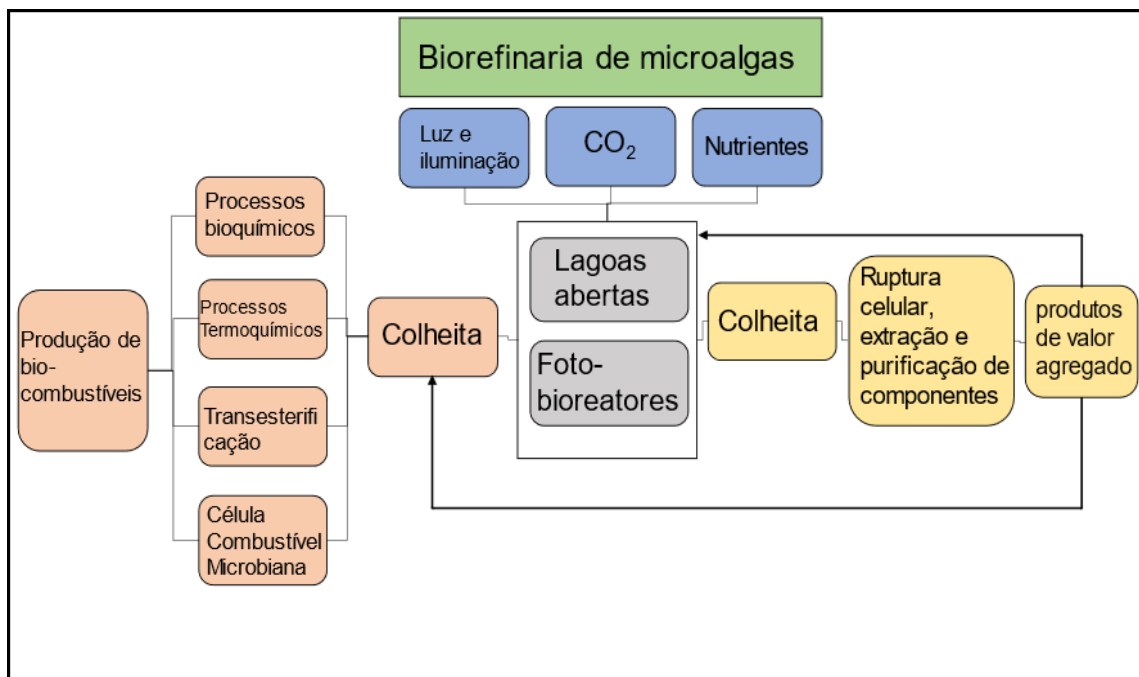 Biorefinaria de microalgas
Luz e
iluminação
CO₂
Nutrientes
Processos
bioquímicos
Processos
Termoquímicos
Transesterifi
cação
Célula
Combustível
Microbiana
Produção de
bio-
combustíveis
Colheita
Lagoas
abertas
Foto-
bioreatores
Colheita
Ruptura
celular,
extração e
purificação de
componentes
produtos
de valor
agregado